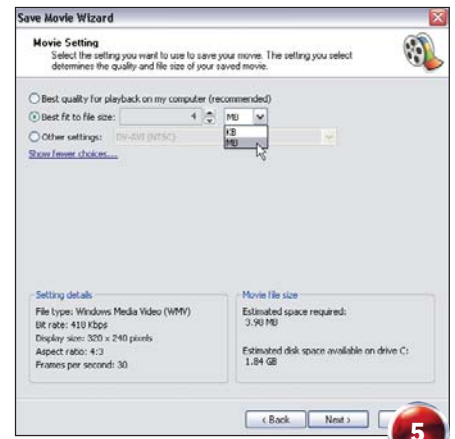 Save Movie Wizard
Movie Setting
Select the setting you want to use to save your movie. The setting you select
determines the quality and file size of your saved movie.
Best quality for playback on my computer (recommended)
Best fit to file size: 4 MB
KB
MB
Other settings: DV-AVI (NTSC)
Show fewer choices...
Setting details
File type: Windows Media Video (WMV)
Bit rate: 410 Kbps
Display size: 320 x 240 pixels
Aspect ratio: 4:3
Frames per second: 30
Movie file size
Estimated space required:
3.98 MB
Estimated disk space available on drive C:
1.84 GB
< Back Next >
5